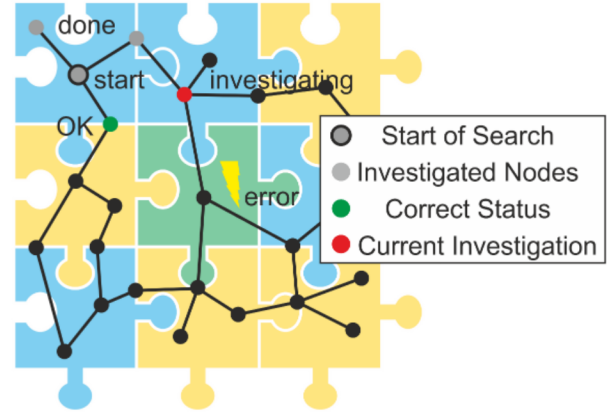 done
start
investigating
OK
error
Start of Search
Investigated Nodes
Correct Status
Current Investigation